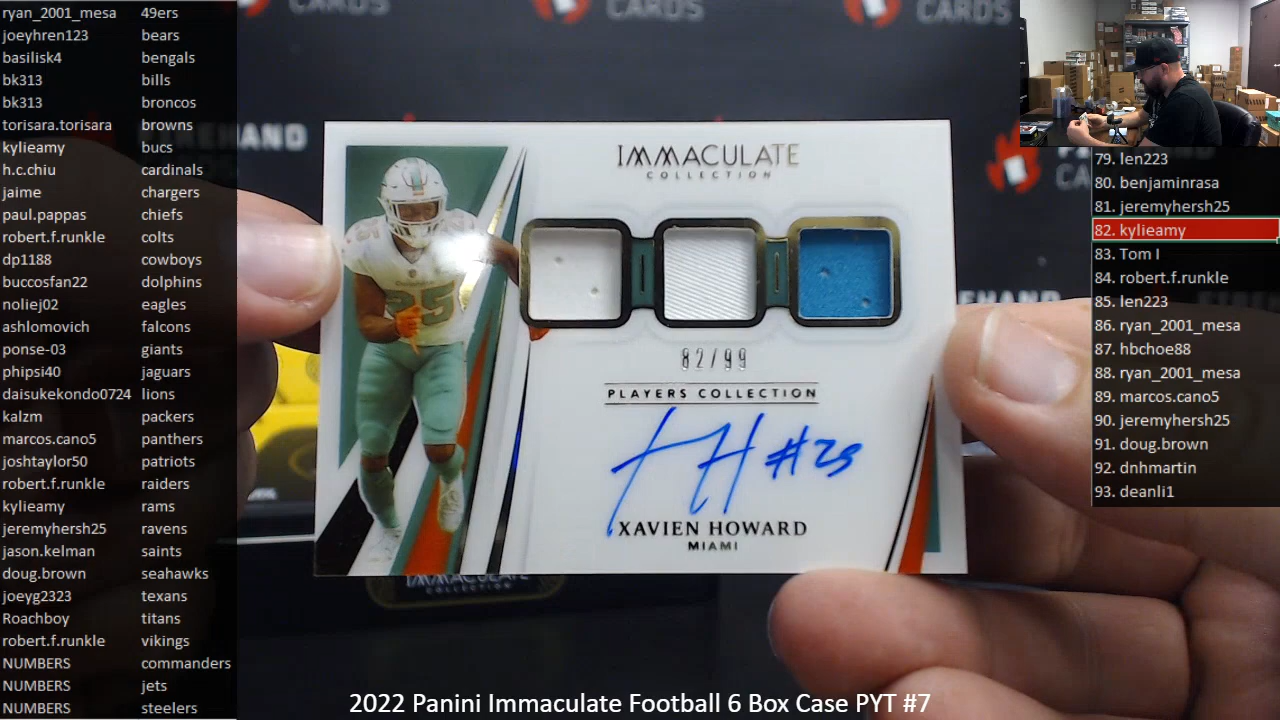 ryan_2001_mesa 49ers
joeyhren123 bears
basilisk4 bengals
bk313 bills
bk313 broncos
torisara.torisara browns
kylieamy bucs
h.c.chiu cardinals
jaime chargers
paul.pappas chiefs
robert.f.runkle colts
dp1188 cowboys
buccosfan22 dolphins
noliej02 eagles
ashlomovich falcons
ponse-03 giants
phipsi40 jaguars
daisukekondo0724 lions
kalzm packers
marcos.cano5 panthers
joshtaylor50 patriots
robert.f.runkle raiders
kylieamy rams
jeremyhersh25 ravens
jason.kelman saints
doug.brown seahawks
joeyg2323 texans
Roachboy titans
robert.f.runkle vikings
NUMBERS commanders
NUMBERS jets
NUMBERS steelers
CARDS
CARDS
CARDS
IMMACULATE
COLLECTION
25
82/99
PLAYERS COLLECTION
#25
XAVIEN HOWARD
MIAMI
IMMACULATE
COLLECTION
79. len223
80. benjaminrasa
81. jeremyhersh25
82. kylieamy
83. Tom I
84. robert.f.runkle
85. len223
86. ryan_2001_mesa
87. hbchoe88
88. ryan_2001_mesa
89. marcos.cano5
90. jeremyhersh25
91. doug.brown
92. dnhmartin
93. deanli1
2022 Panini Immaculate Football 6 Box Case PYT #7